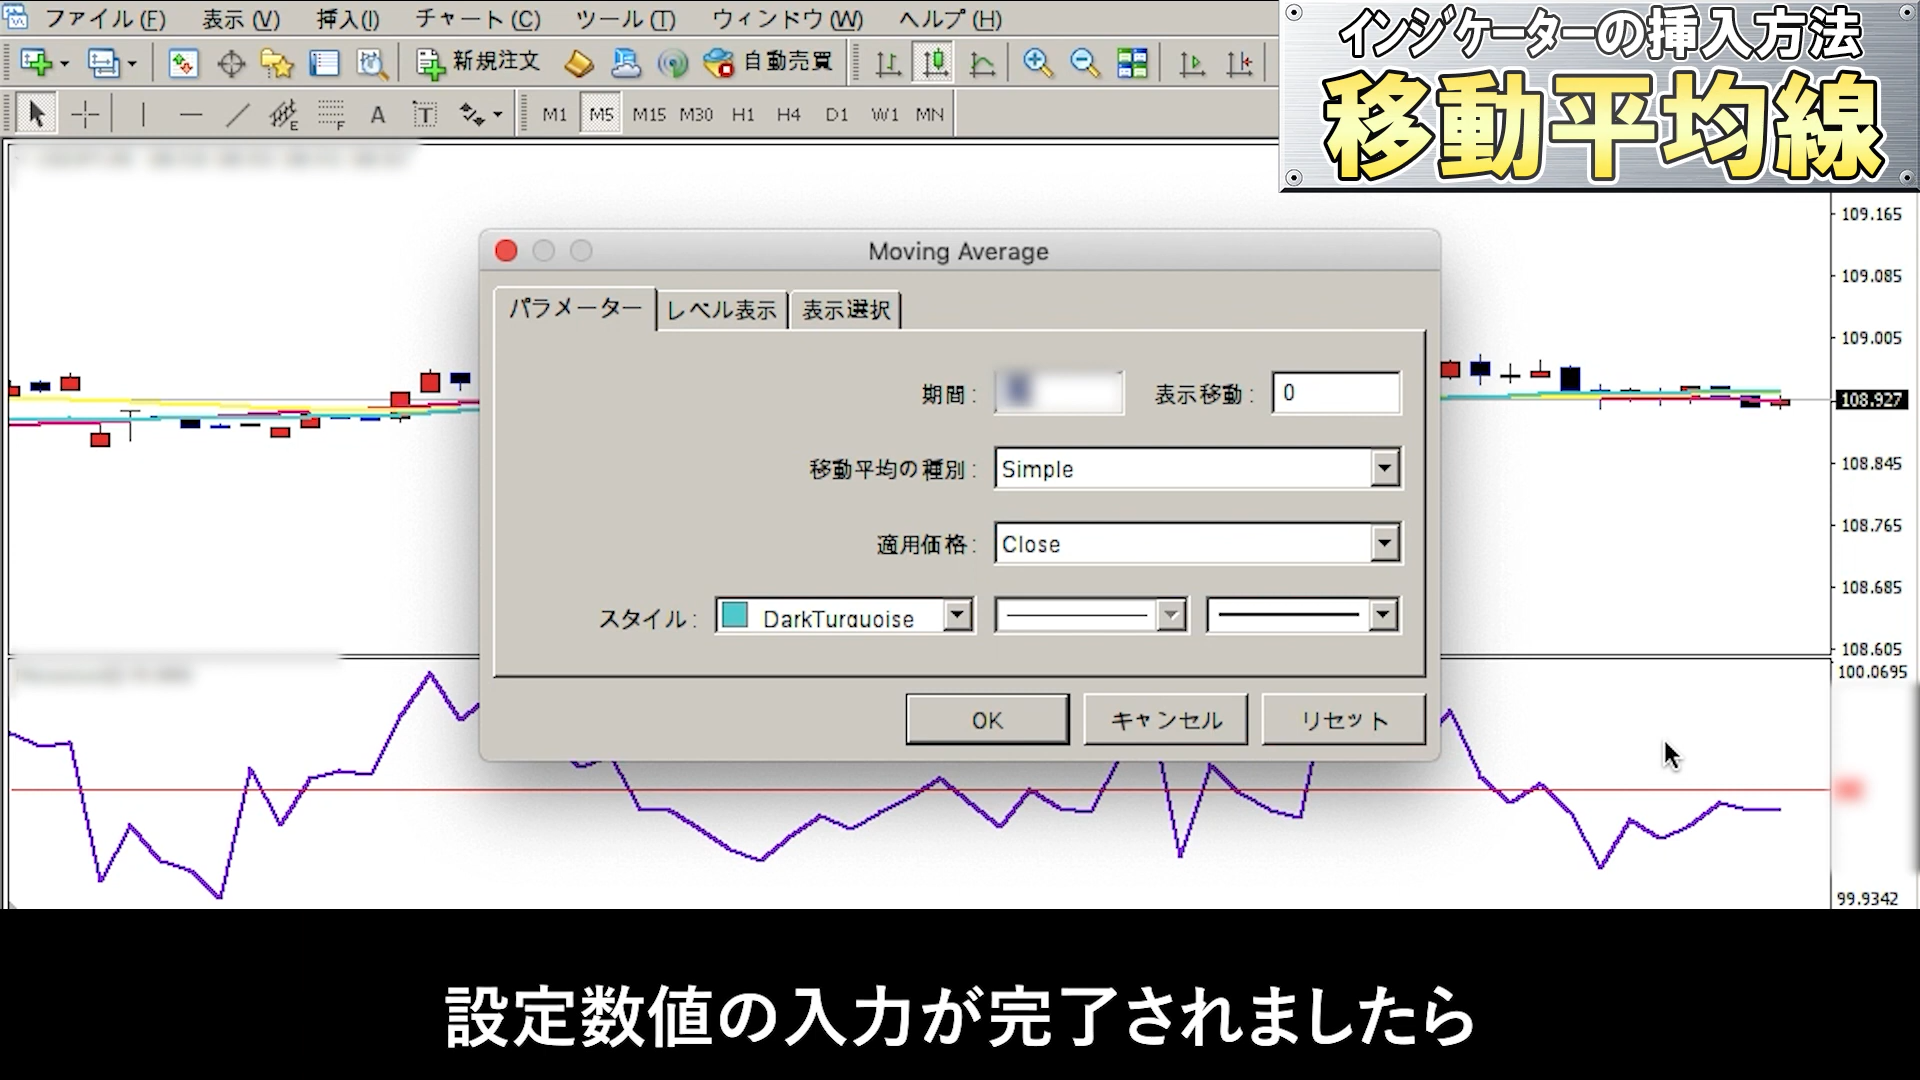 ファイル (F) 表示 (V) 挿入(I) チャート (C) ツール (T) ウィンドウ (W) ヘルプ (H)
インジケーターの挿入方法
移動平均線
新規注文 自動売買
A T E F M1 M5 M15 M30 H1 H4 D1 W1 MN
109.165
109.085
109.005
108.927
108.845
108.765
108.685
108.605
100.0695
99.9342
Moving Average
パラメーター レベル表示 表示選択
期間 : 表示移動 : 0
移動平均の種別 : Simple
適用価格 : Close
スタイル : DarkTurquoise
OK キャンセル リセット
設定数値の入力が完了されましたら